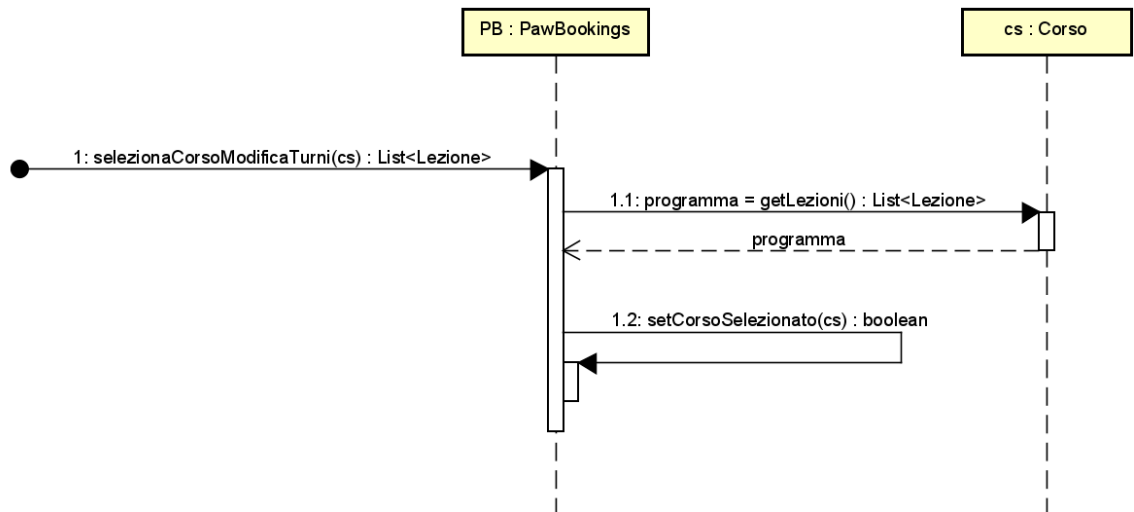 PB : PawBookings
cs : Corso
1: selezionaCorsoModificaTurni(cs) : List<Lezione>
1.1: programma = getLezioni() : List<Lezione>
programma
1.2: setCorsoSelezionato(cs) : boolean